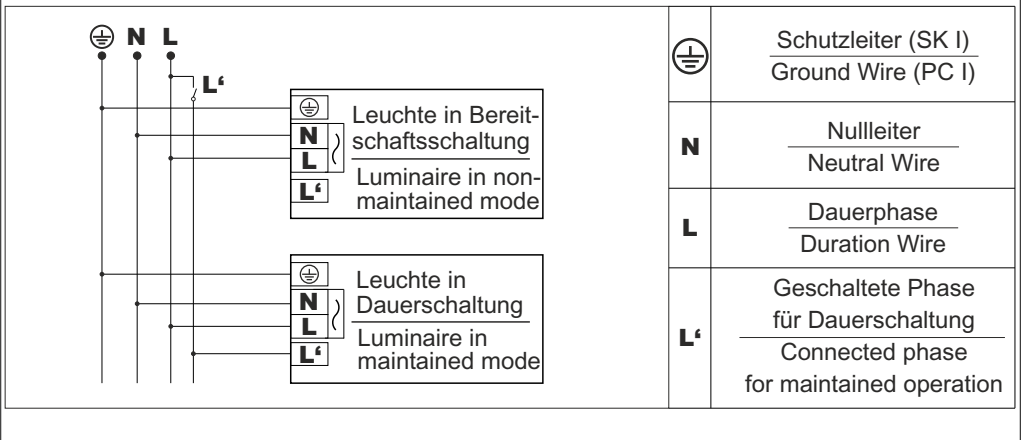 N L
L‘
Leuchte in Bereit-
schaftsschaltung
Luminaire in non-
maintained mode
N
L
L‘
Leuchte in
Dauerschaltung
Luminaire in
maintained mode
N
L
L‘
Schutzleiter (SK I)
Ground Wire (PC I)
N
Nullleiter
Neutral Wire
L
Dauerphase
Duration Wire
L‘
Geschaltete Phase
für Dauerschaltung
Connected phase
for maintained operation